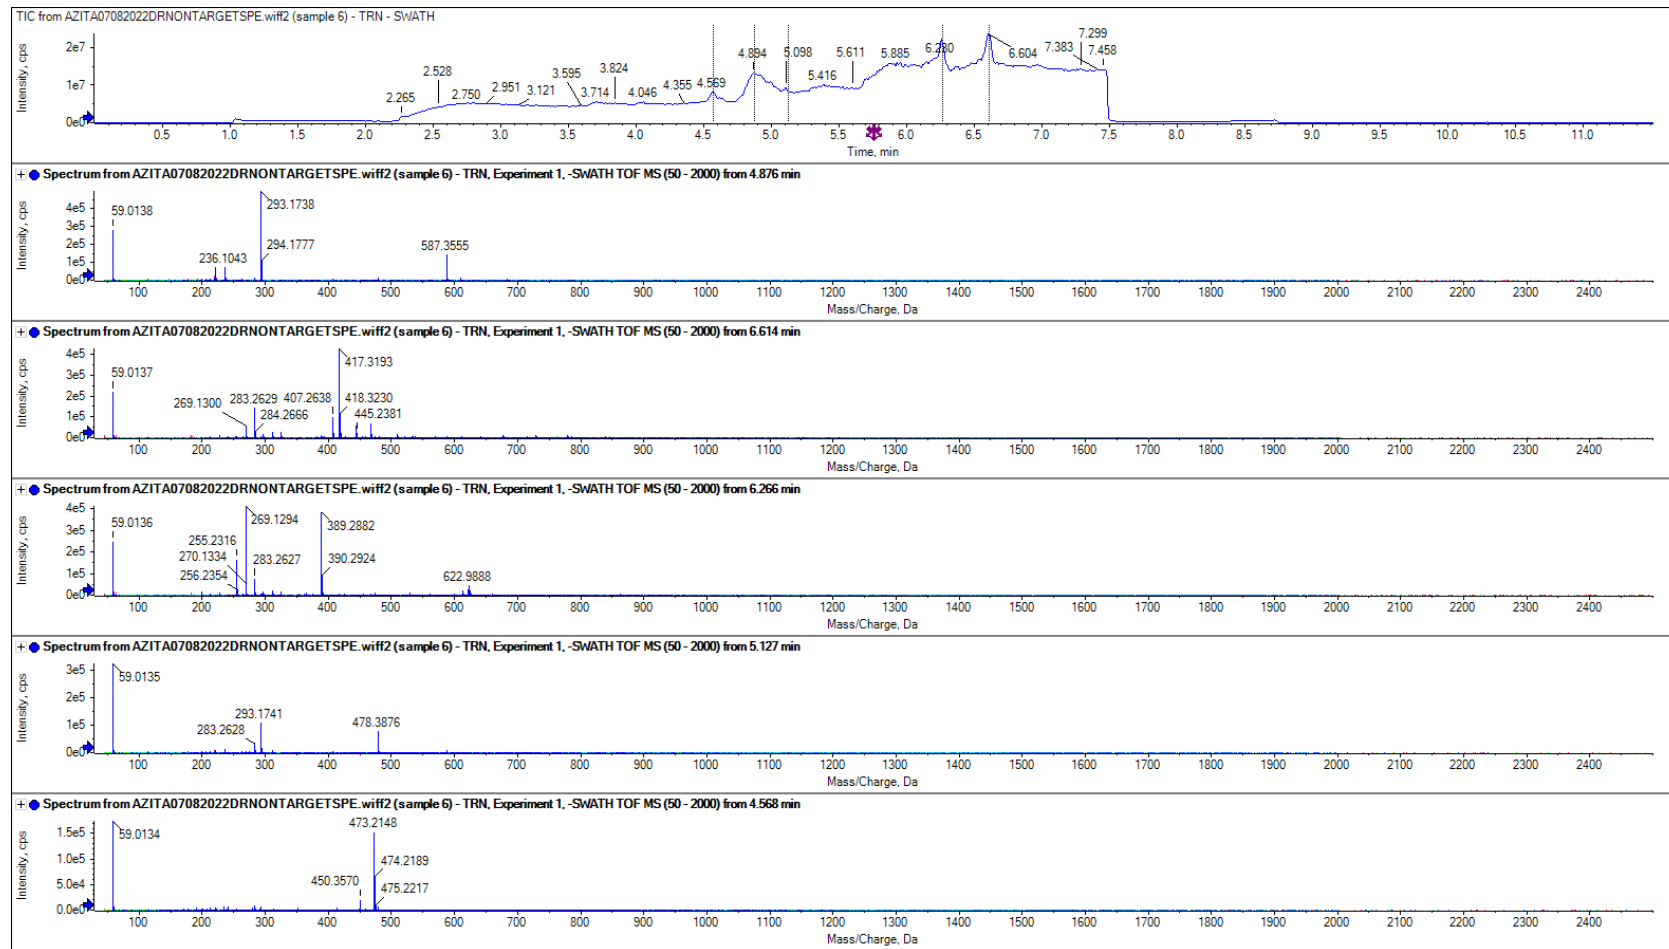 TIC from AZITA07082022DRNONTARGETSPE.wiff2 (sample 6) - TRN - SWATH
Intensity, cps
2e7
1e7
0e0
2.265 2.528 2.750 2.951 3.121 3.595 3.714 3.824 4.046 4.355 4.569 4.894 5.098 5.416 5.611 5.885 6.280 6.604 7.383 7.299 7.458
0.5 1.0 1.5 2.0 2.5 3.0 3.5 4.0 4.5 5.0 5.5 6.0 6.5 7.0 7.5 8.0 8.5 9.0 9.5 10.0 10.5 11.0
Time, min
Spectrum from AZITA07082022DRNONTARGETSPE.wiff2 (sample 6) - TRN, Experiment 1, -SWATH TOF MS (50 - 2000) from 4.876 min
Intensity, cps
4e5
3e5
2e5
1e5
0e0
59.0138 236.1043 293.1738 294.1777 587.3555
100 200 300 400 500 600 700 800 900 1000 1100 1200 1300 1400 1500 1600 1700 1800 1900 2000 2100 2200 2300 2400
Mass/Charge, Da
Spectrum from AZITA07082022DRNONTARGETSPE.wiff2 (sample 6) - TRN, Experiment 1, -SWATH TOF MS (50 - 2000) from 6.614 min
Intensity, cps
4e5
3e5
2e5
1e5
0e0
59.0137 269.1300 283.2629 284.2666 407.2638 417.3193 418.3230 445.2381
100 200 300 400 500 600 700 800 900 1000 1100 1200 1300 1400 1500 1600 1700 1800 1900 2000 2100 2200 2300 2400
Mass/Charge, Da
Spectrum from AZITA07082022DRNONTARGETSPE.wiff2 (sample 6) - TRN, Experiment 1, -SWATH TOF MS (50 - 2000) from 6.266 min
Intensity, cps
4e5
3e5
2e5
1e5
0e0
59.0136 255.2316 270.1334 256.2354 269.1294 283.2627 389.2882 390.2924 622.9888
100 200 300 400 500 600 700 800 900 1000 1100 1200 1300 1400 1500 1600 1700 1800 1900 2000 2100 2200 2300 2400
Mass/Charge, Da
Spectrum from AZITA07082022DRNONTARGETSPE.wiff2 (sample 6) - TRN, Experiment 1, -SWATH TOF MS (50 - 2000) from 5.127 min
Intensity, cps
3e5
2e5
1e5
0e0
59.0135 283.2628 293.1741 478.3876
100 200 300 400 500 600 700 800 900 1000 1100 1200 1300 1400 1500 1600 1700 1800 1900 2000 2100 2200 2300 2400
Mass/Charge, Da
Spectrum from AZITA07082022DRNONTARGETSPE.wiff2 (sample 6) - TRN, Experiment 1, -SWATH TOF MS (50 - 2000) from 4.568 min
Intensity, cps
1.5e5
1.0e5
5.0e4
0.0e0
59.0134 450.3570 473.2148 474.2189 475.2217
100 200 300 400 500 600 700 800 900 1000 1100 1200 1300 1400 1500 1600 1700 1800 1900 2000 2100 2200 2300 2400
Mass/Charge, Da